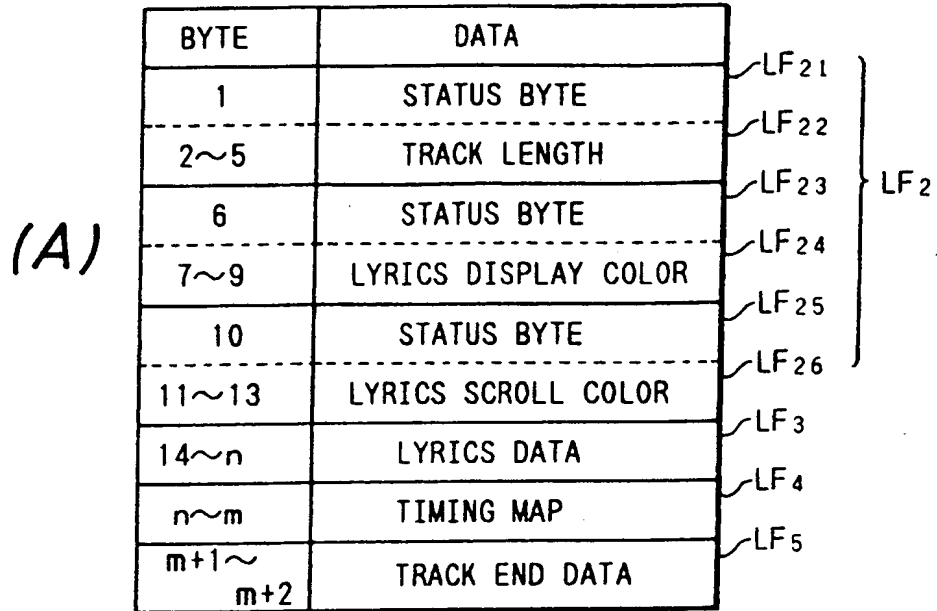 BYTE DATA
LF21
1 STATUS BYTE
LF22
2～5 TRACK LENGTH
LF23
LF2
6 STATUS BYTE
(A)
LF24
7～9 LYRICS DISPLAY COLOR
LF25
10 STATUS BYTE
LF26
11～13 LYRICS SCROLL COLOR
LF3
14～n LYRICS DATA
LF4
n～m TIMING MAP
LF5
m+1～
m+2 TRACK END DATA